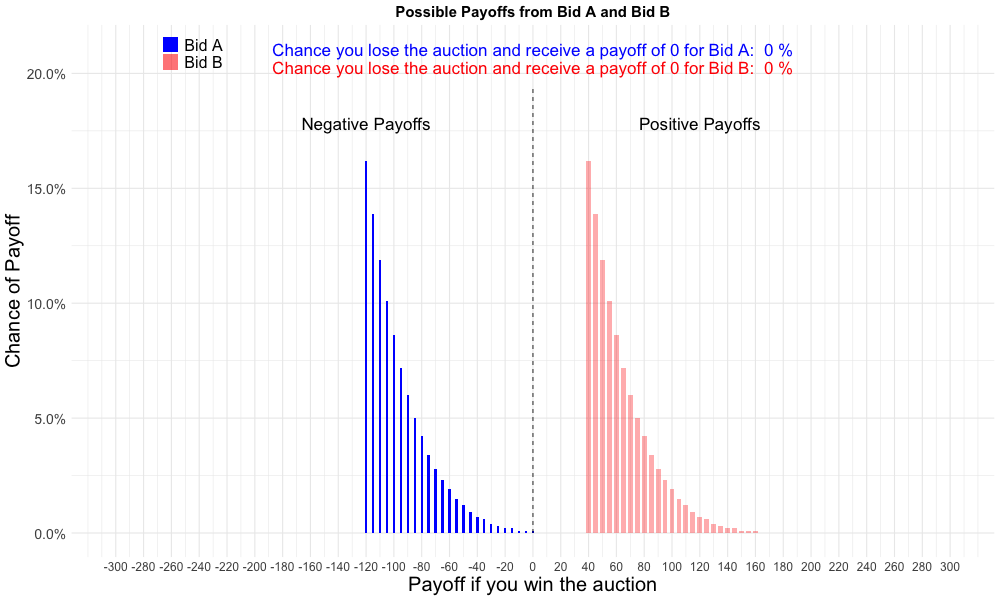 Possible Payoffs from Bid A and Bid B
Bid A
Bid B
Chance you lose the auction and receive a payoff of 0 for Bid A: 0 %
Chance you lose the auction and receive a payoff of 0 for Bid B: 0 %
Negative Payoffs
Positive Payoffs
Chance of Payoff
20.0%
15.0%
10.0%
5.0%
0.0%
-300 -280 -260 -240 -220 -200 -180 -160 -140 -120 -100 -80 -60 -40 -20 0 20 40 60 80 100 120 140 160 180 200 220 240 260 280 300
Payoff if you win the auction